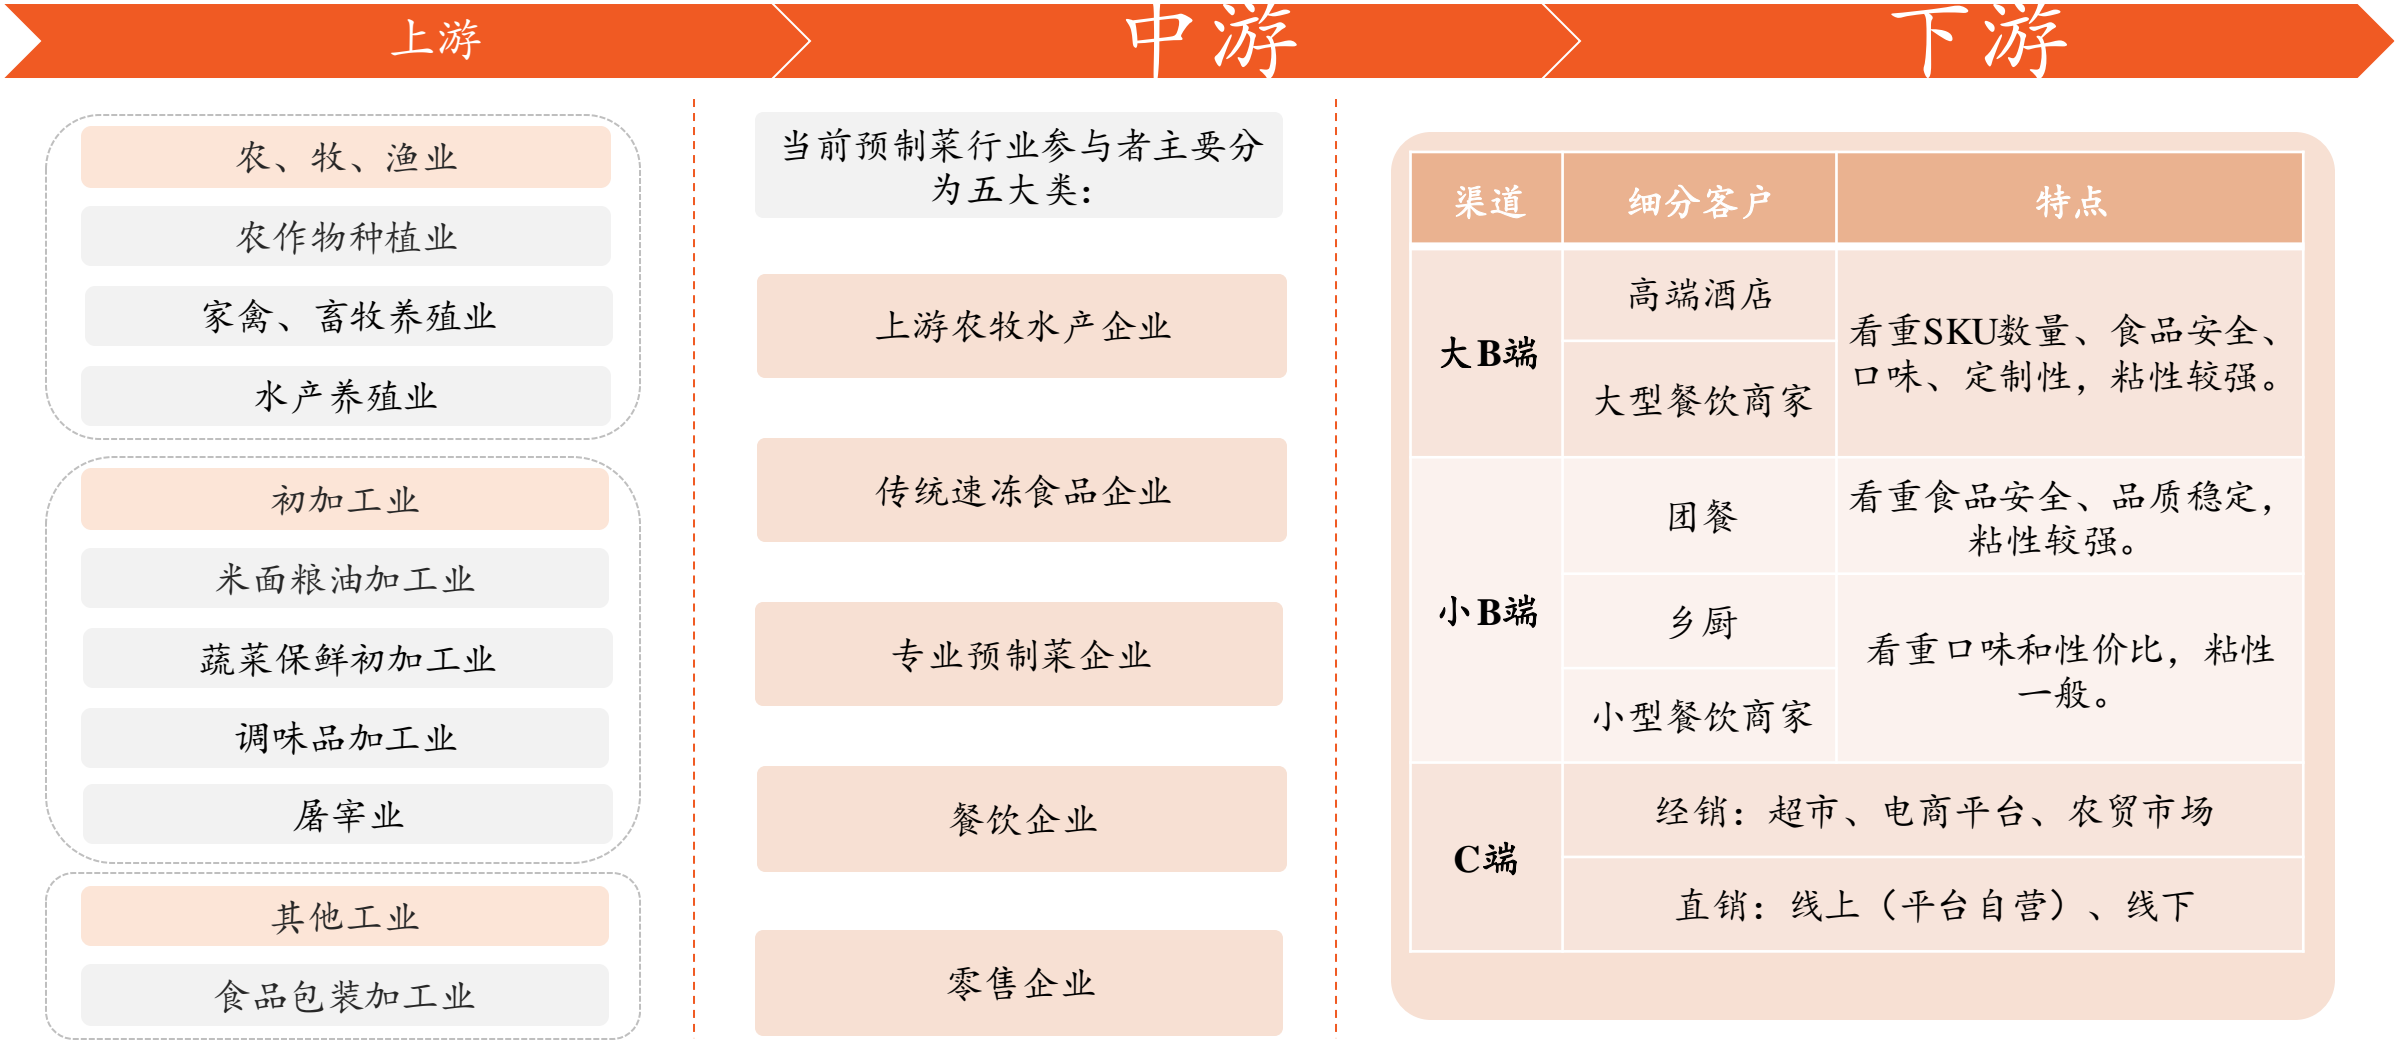 上游
中游
下游
农、牧、渔业
农作物种植业
家禽、畜牧养殖业
水产养殖业
初加工业
米面粮油加工业
蔬菜保鲜初加工业
调味品加工业
屠宰业
其他工业
食品包装加工业
当前预制菜行业参与者主要分
为五大类：
上游农牧水产企业
传统速冻食品企业
专业预制菜企业
餐饮企业
零售企业
渠道
细分客户
特点
大B端
高端酒店
大型餐饮商家
看重SKU数量、食品安全、
口味、定制性，粘性较强。
小B端
团餐
看重食品安全、品质稳定，
粘性较强。
乡厨
小型餐饮商家
看重口味和性价比，粘性
一般。
C端
经销：超市、电商平台、农贸市场
直销：线上（平台自营）、线下